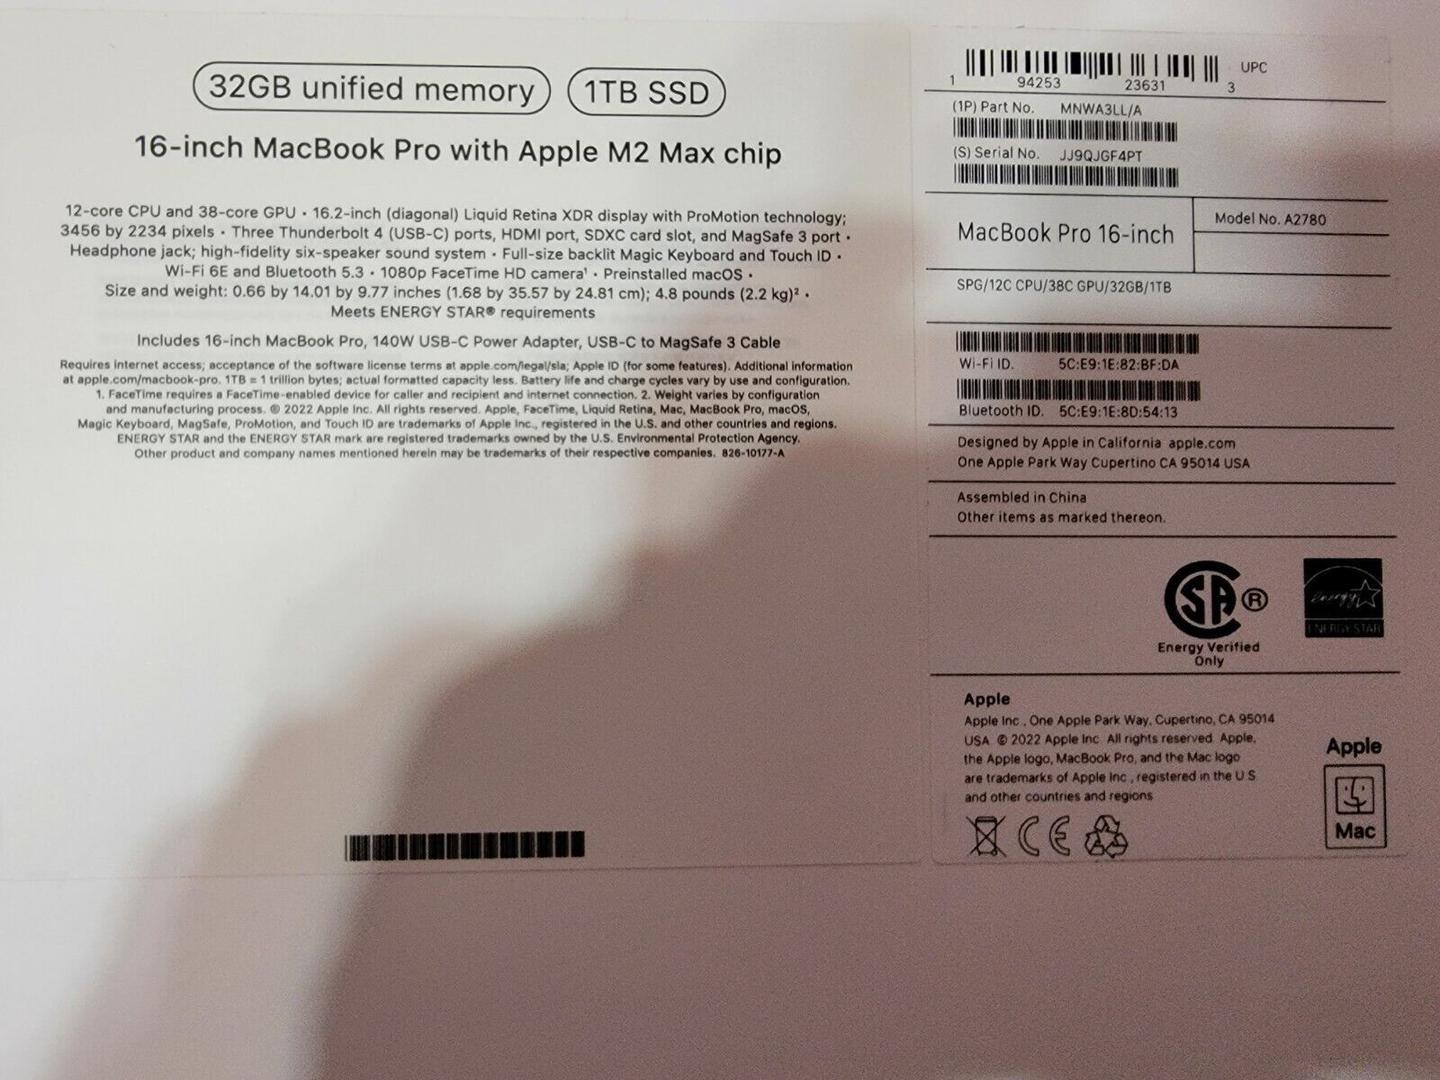 32GB unified memory
1TB SSD
16-inch MacBook Pro with Apple M2 Max chip
12-core CPU and 38-core GPU • 16.2-inch (diagonal) Liquid Retina XDR display with ProMotion technology;
3456 by 2234 pixels • Three Thunderbolt 4 (USB-C) ports, HDMI port, SDXC card slot, and MagSafe 3 port •
Headphone jack; high-fidelity six-speaker sound system • Full-size backlit Magic Keyboard and Touch ID •
Wi-Fi 6E and Bluetooth 5.3 • 1080p FaceTime HD camera¹ • Preinstalled macOS •
Size and weight: 0.66 by 14.01 by 9.77 inches (1.68 by 35.57 by 24.81 cm); 4.8 pounds (2.2 kg)² •
Meets ENERGY STAR® requirements
Includes 16-inch MacBook Pro, 140W USB-C Power Adapter, USB-C to MagSafe 3 Cable
Requires internet access; acceptance of the software license terms at apple.com/legal/sla; Apple ID (for some features). Additional information
at apple.com/macbook-pro. 1TB = 1 trillion bytes; actual formatted capacity less. Battery life and charge cycles vary by use and configuration.
1. FaceTime requires a FaceTime-enabled device for caller and recipient and internet connection. 2. Weight varies by configuration
and manufacturing process. © 2022 Apple Inc. All rights reserved. Apple, FaceTime, Liquid Retina, Mac, MacBook Pro, macOS,
Magic Keyboard, MagSafe, ProMotion, and Touch ID are trademarks of Apple Inc., registered in the U.S. and other countries and regions.
ENERGY STAR and the ENERGY STAR mark are registered trademarks owned by the U.S. Environmental Protection Agency.
Other product and company names mentioned herein may be trademarks of their respective companies. 826-10177-A
UPC
1 94253 23631 3
(1P) Part No. MNWA3LL/A
(S) Serial No. JJ9QJGF4PT
MacBook Pro 16-inch
Model No. A2780
SPG/12C CPU/38C GPU/32GB/1TB
Wi-Fi ID. 5C:E9:1E:82:BF:DA
Bluetooth ID. 5C:E9:1E:8D:54:13
Designed by Apple in California apple.com
One Apple Park Way Cupertino CA 95014 USA
Assembled in China
Other items as marked thereon.
SA ®
Energy Verified
Only
energy
ENERGY STAR
Apple
Apple Inc., One Apple Park Way, Cupertino, CA 95014
USA © 2022 Apple Inc. All rights reserved. Apple,
the Apple logo, MacBook Pro, and the Mac logo
are trademarks of Apple Inc., registered in the U.S.
and other countries and regions
CE
Apple
Mac